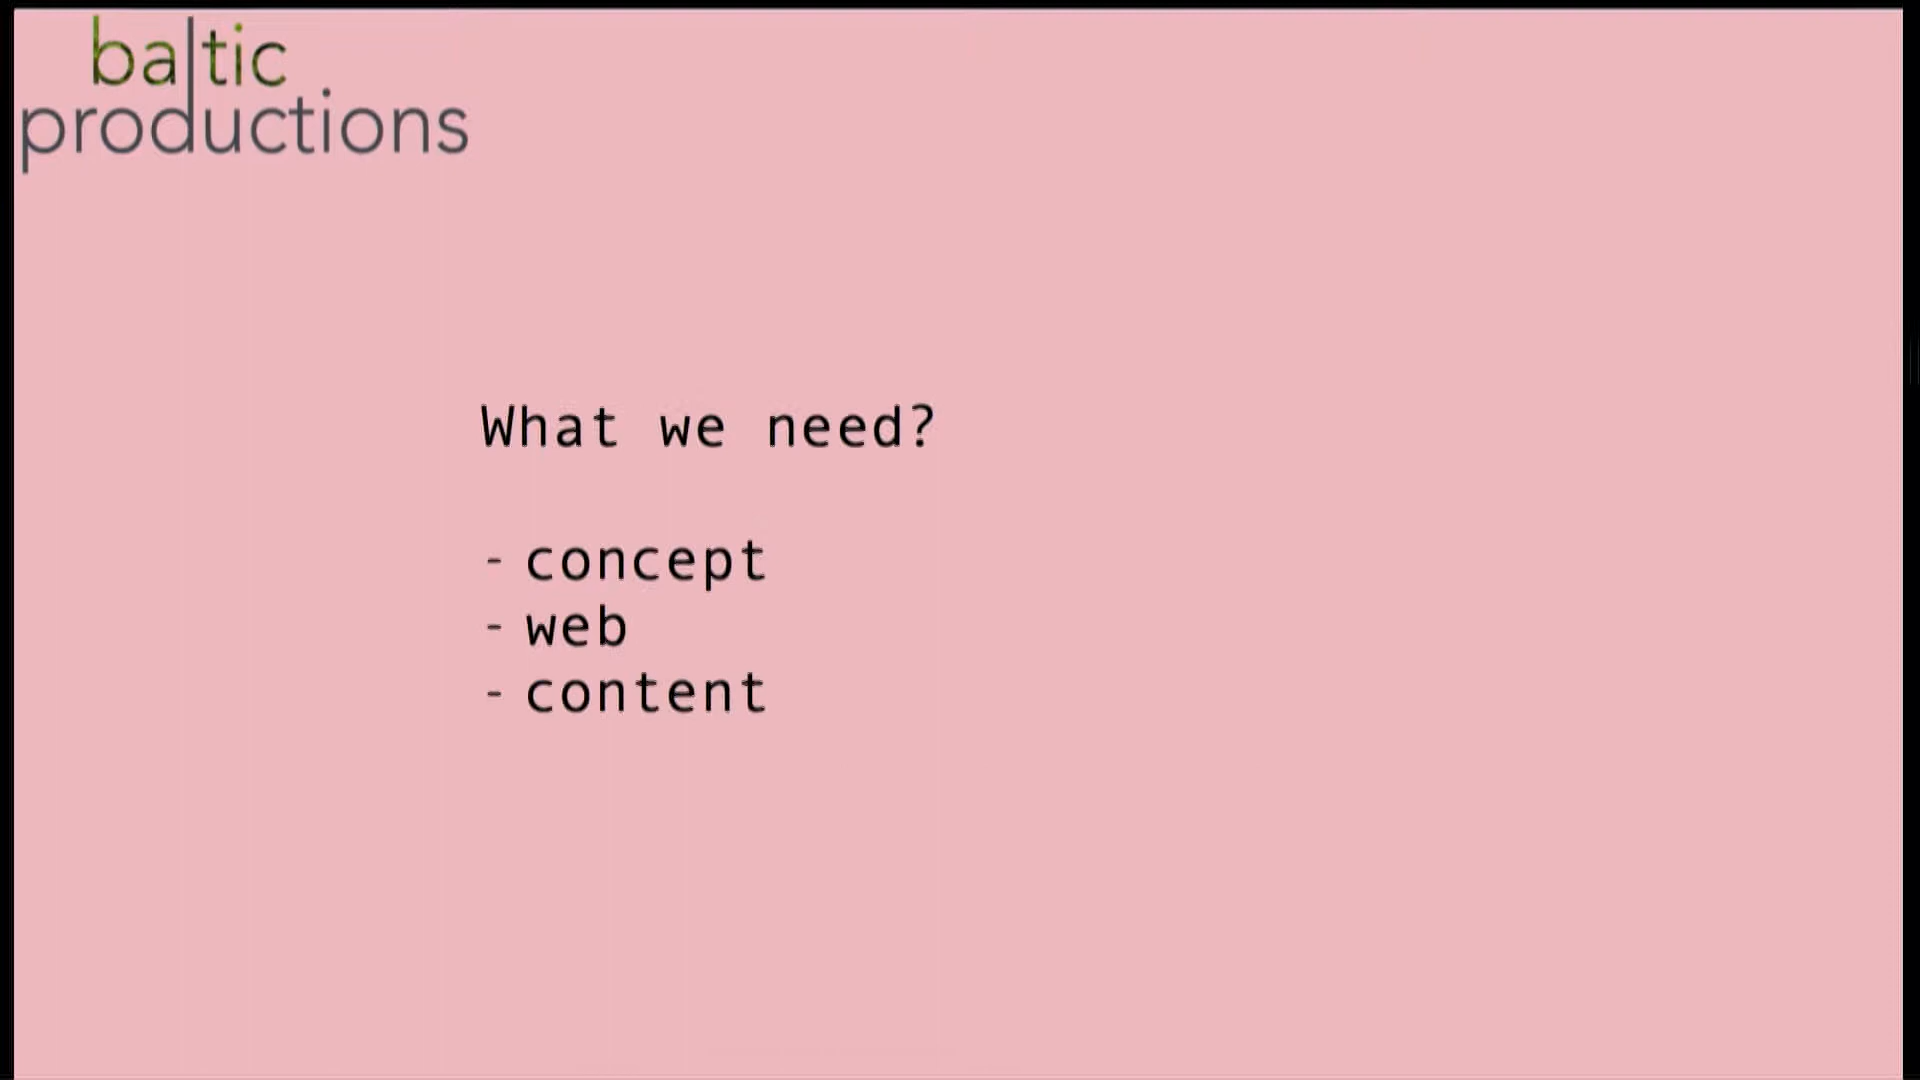 baltic
productions
What we need?
- concept
- web
- content